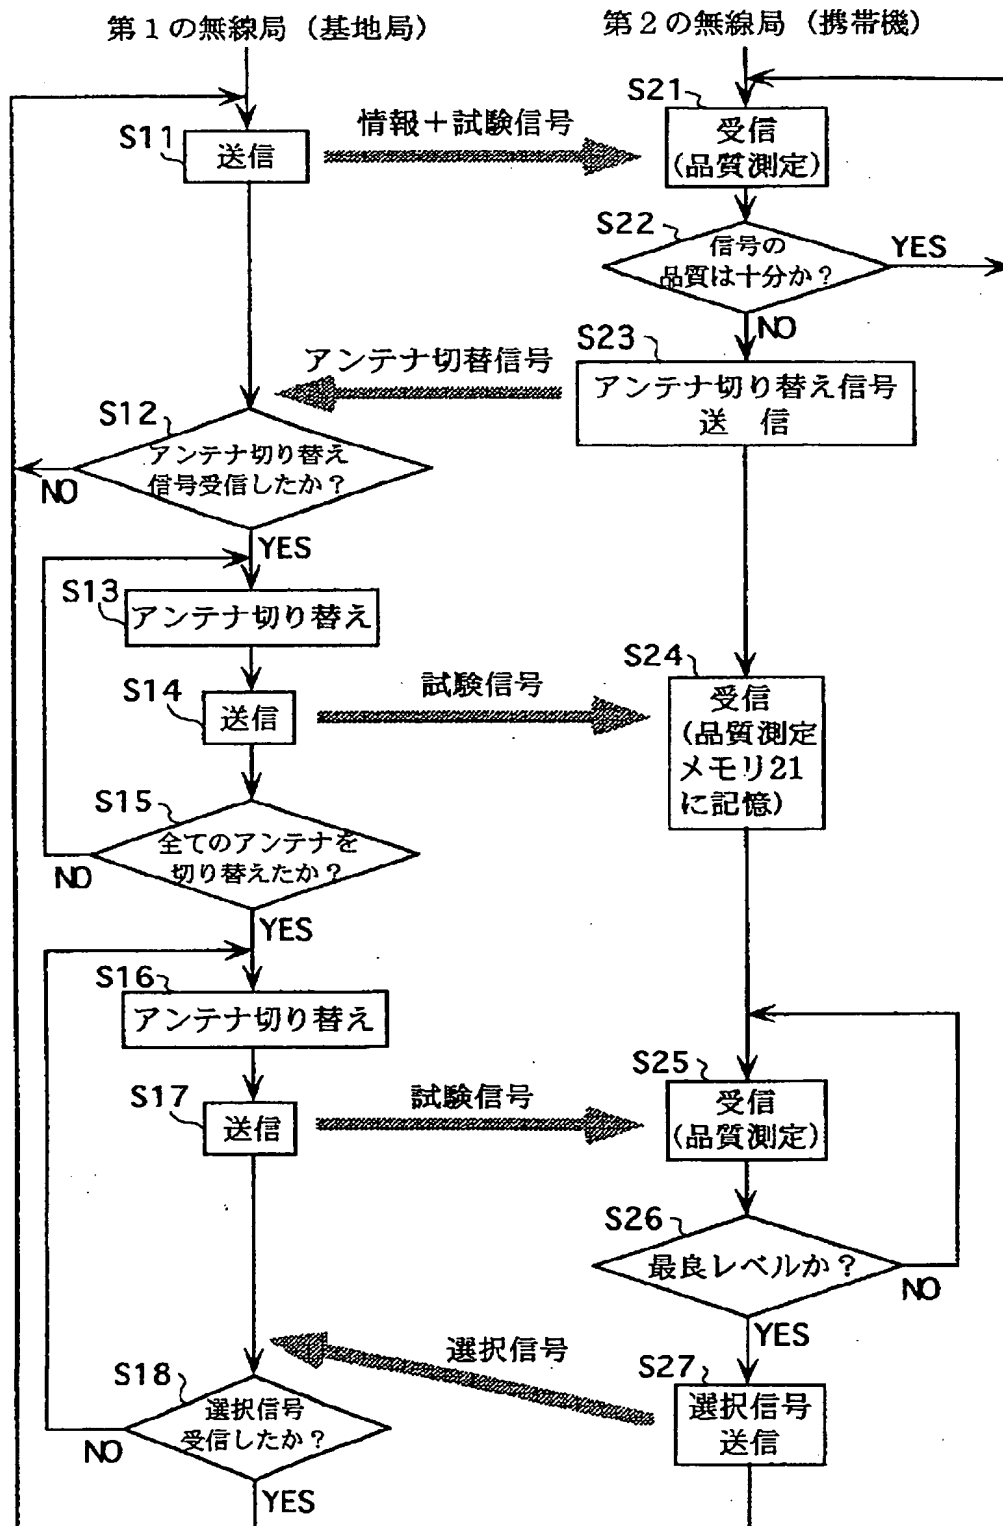 第1の無線局（基地局）
第2の無線局（携帯機）
S11
送信
情報＋試験信号
S21
受信
(品質測定)
S22
信号の
品質は十分か？
YES
NO
S23
アンテナ切り替え信号
送　信
アンテナ切替信号
S12
アンテナ切り替え
信号受信したか？
NO
YES
S13
アンテナ切り替え
S14
送信
試験信号
S24
受信
(品質測定
メモリ21
に記憶)
S15
全てのアンテナを
切り替えたか？
NO
YES
S16
アンテナ切り替え
S17
送信
試験信号
S25
受信
(品質測定)
S26
最良レベルか？
NO
YES
S27
選択信号
送信
選択信号
S18
選択信号
受信したか？
NO
YES